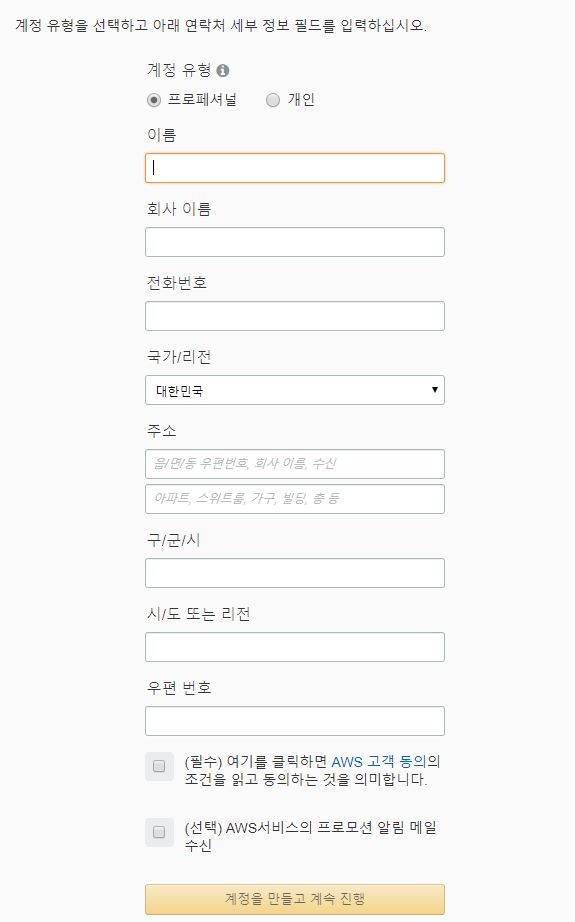 계정 유형을 선택하고 아래 연락처 세부 정보 필드를 입력하십시오.
계정 유형
프로페셔널 개인
이름
회사 이름
전화번호
국가/리전
대한민국
주소
읍/면/동 우편번호, 회사 이름, 수신
아파트, 스위트룸, 가구, 빌딩, 층 등
구/군/시
시/도 또는 리전
우편 번호
(필수) 여기를 클릭하면 AWS 고객 동의의
조건을 읽고 동의하는 것을 의미합니다.
(선택) AWS서비스의 프로모션 알림 메일
수신
계정을 만들고 계속 진행